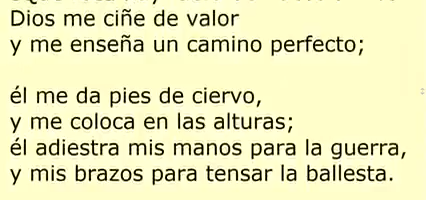 Dios me ciñe de valor
y me enseña un camino perfecto;

él me da pies de ciervo,
y me coloca en las alturas;
él adiestra mis manos para la guerra,
y mis brazos para tensar la ballesta.